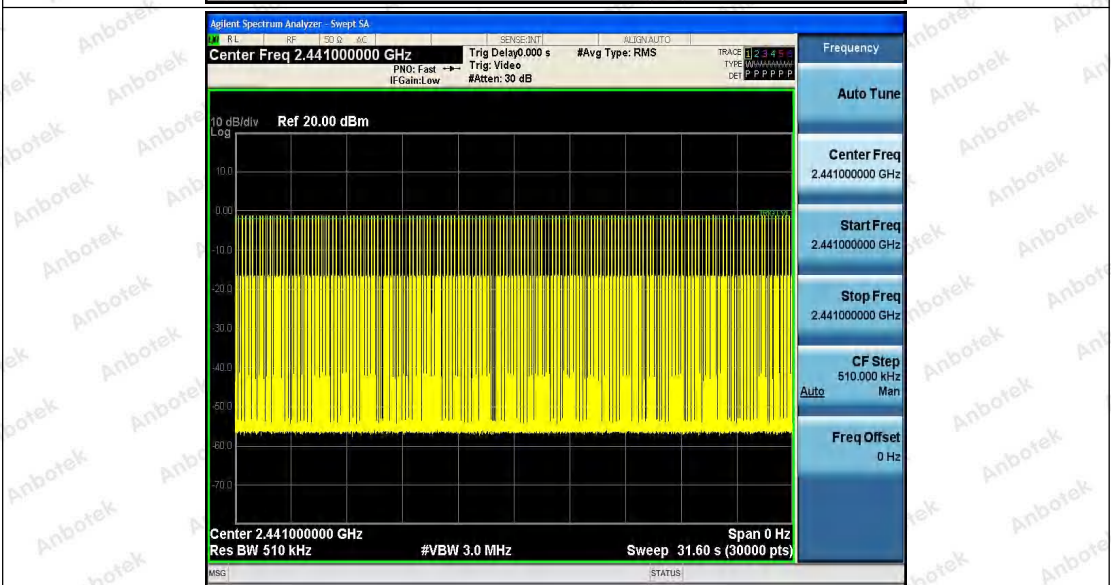 Agilent Spectrum Analyzer - Swept SA
RL RF 50 Ω AC SENSE:INT ALIGNAUTO
Center Freq 2.441000000 GHz
PNO: Fast
IFGain:Low
Trig Delay0.000 s
Trig: Video
#Atten: 30 dB
#Avg Type: RMS
TRACE 1 2 3 4 5 6
TYPE
DET P P P P P P
10 dB/div Ref 20.00 dBm
Log
10.0
0.00
-10.0
-20.0
-30.0
-40.0
-50.0
-60.0
-70.0
Center 2.441000000 GHz
Span 0 Hz
Res BW 510 kHz
#VBW 3.0 MHz
Sweep 31.60 s (30000 pts)
MSG
STATUS
Frequency
Auto Tune
Center Freq
2.441000000 GHz
Start Freq
2.441000000 GHz
Stop Freq
2.441000000 GHz
CF Step
510.000 kHz
Auto Man
Freq Offset
0 Hz
Anbotek